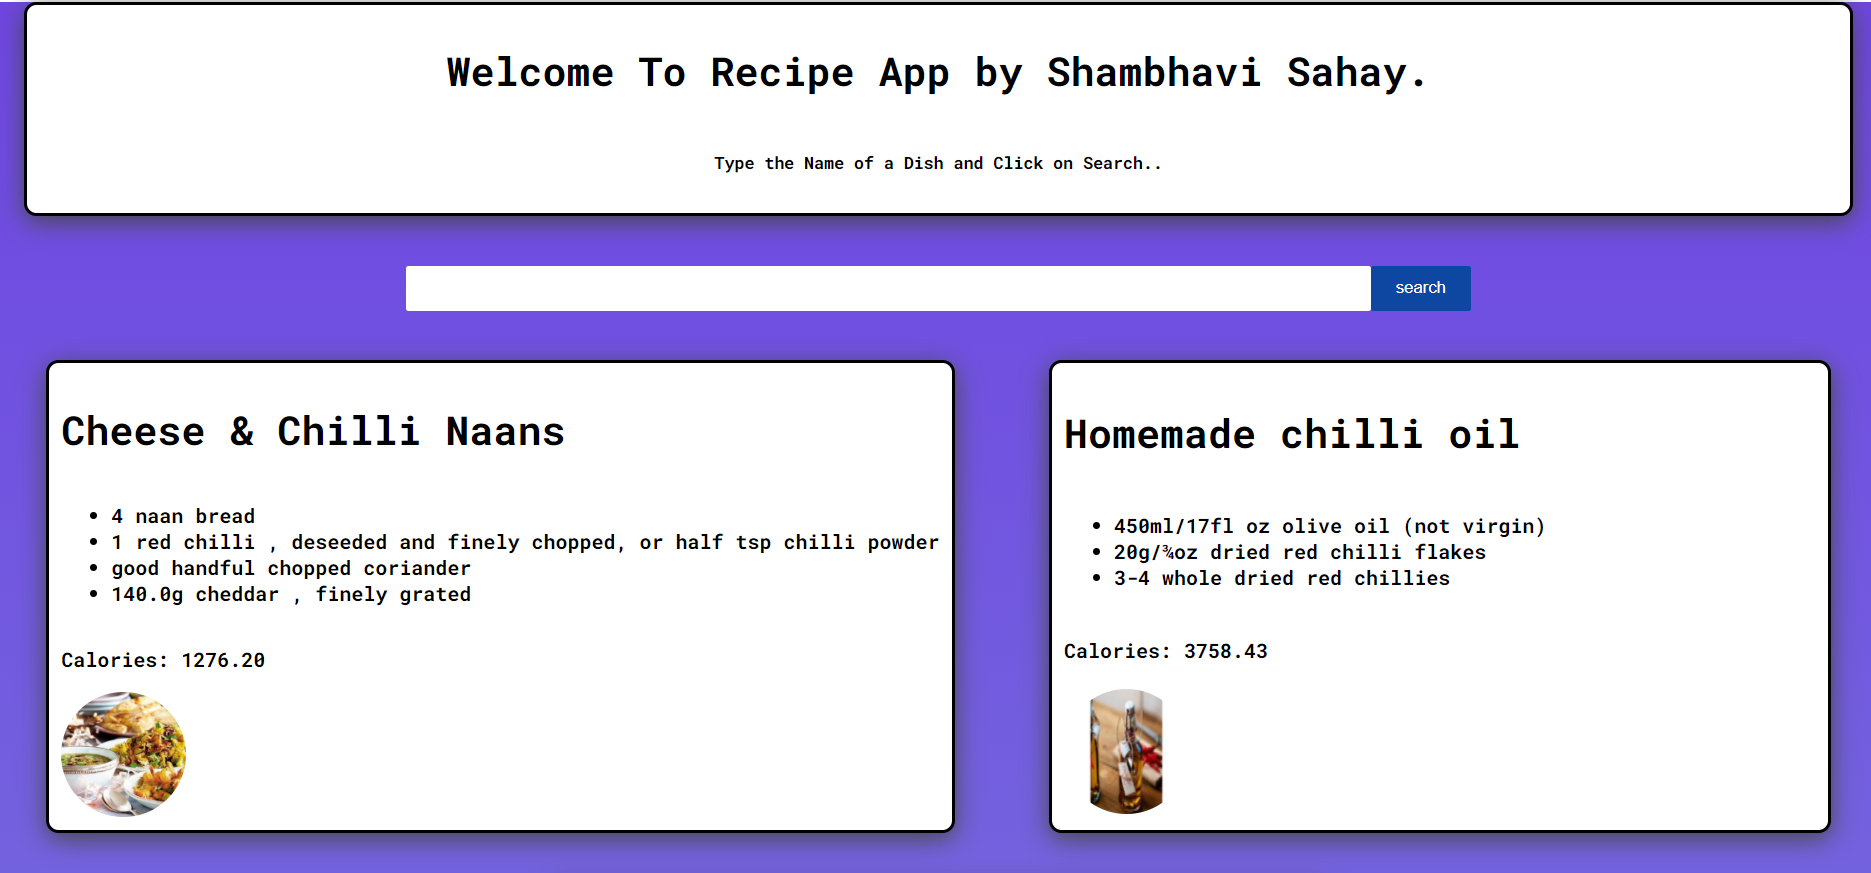 Welcome To Recipe App by Shambhavi Sahay.
Type the Name of a Dish and Click on Search..
search
Cheese & Chilli Naans
4 naan bread
1 red chilli , deseeded and finely chopped, or half tsp chilli powder
good handful chopped coriander
140.0g cheddar , finely grated
Calories: 1276.20
Homemade chilli oil
450ml/17fl oz olive oil (not virgin)
20g/¾oz dried red chilli flakes
3-4 whole dried red chillies
Calories: 3758.43